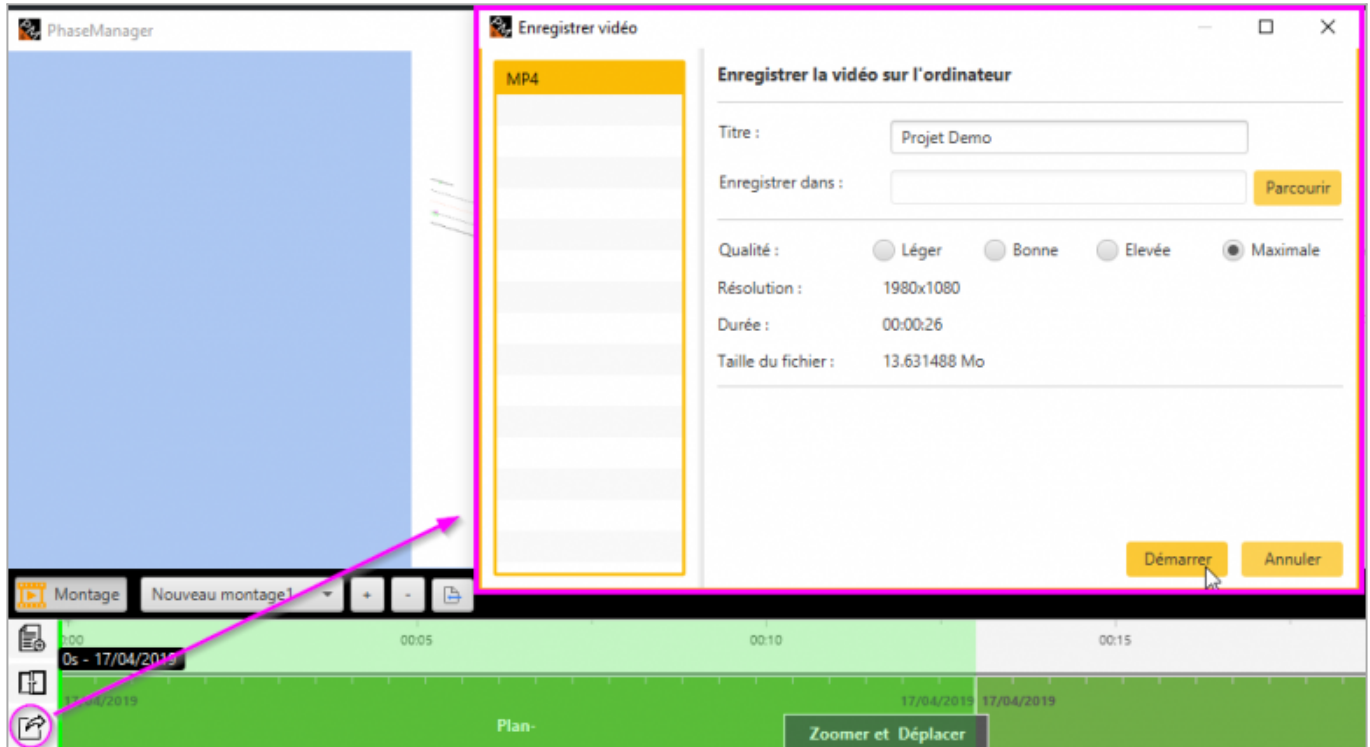 PhaseManager
Enregistrer vidéo
MP4
Enregistrer la vidéo sur l'ordinateur
Titre :
Projet Demo
Enregistrer dans :
Parcourir
Qualité :
Léger
Bonne
Elevée
Maximale
Résolution :
1980x1080
Durée :
00:00:26
Taille du fichier :
13.631488 Mo
Démarrer
Annuler
Montage
Nouveau montage1
+
-
00:05
00:10
00:15
0s - 17/04/2019
17/04/2019
17/04/2019
17/04/2019
Plan-
Zoomer et Déplacer